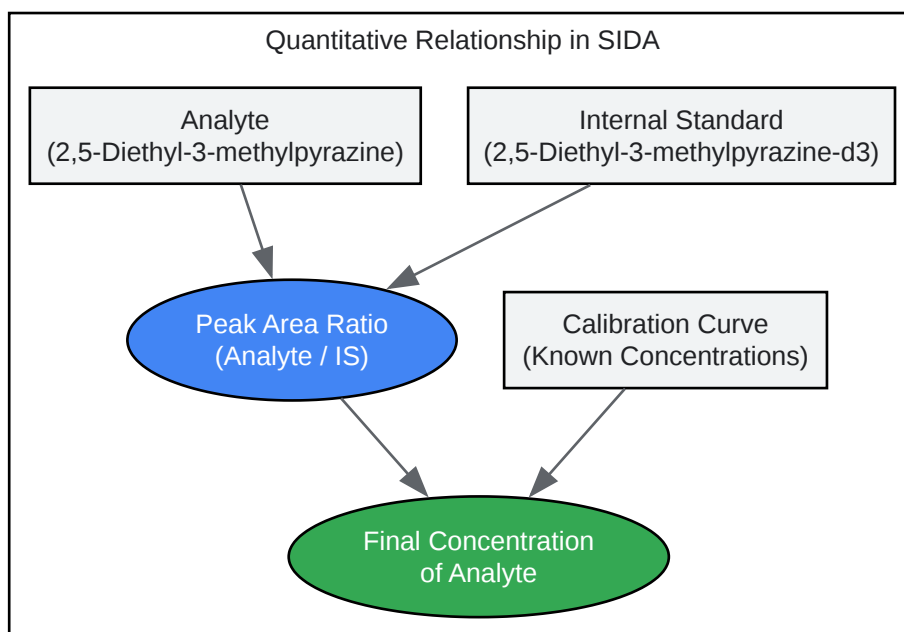 Quantitative Relationship in SIDA
Analyte
(2,5-Diethyl-3-methylpyrazine)
Internal Standard
(2,5-Diethyl-3-methylpyrazine-d3)
Peak Area Ratio
(Analyte / IS)
Calibration Curve
(Known Concentrations)
Final Concentration
of Analyte